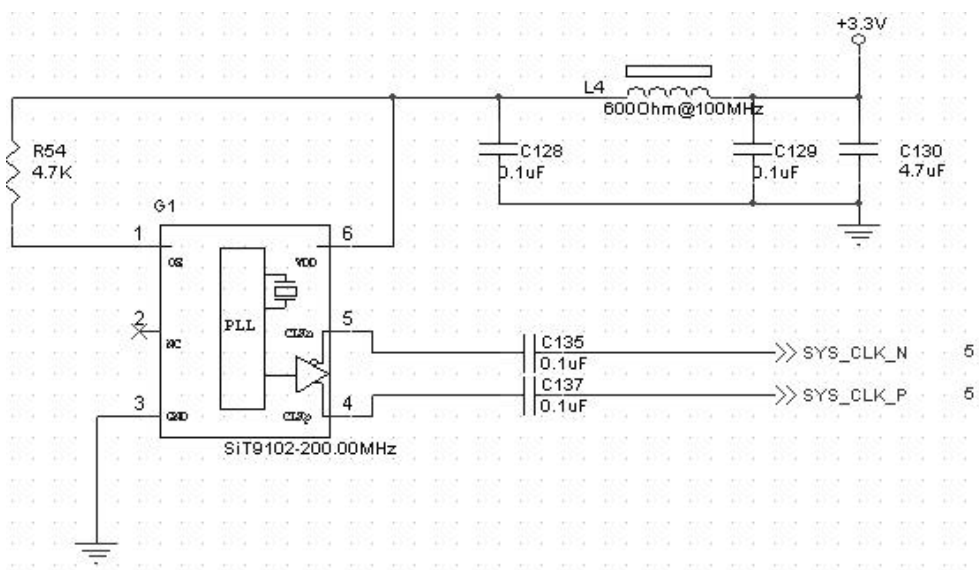 +3.3V
L4
600Ohm@100MHz
R54
4.7K
C128
0.1uF
C129
0.1uF
C130
4.7uF
G1
1
6
OE
VDD
PLL
2
5
NC
CLKn
3
4
GND
CLKp
SiT9102-200.00MHz
C135
0.1uF
SYS_CLK_N
5
C137
0.1uF
SYS_CLK_P
5